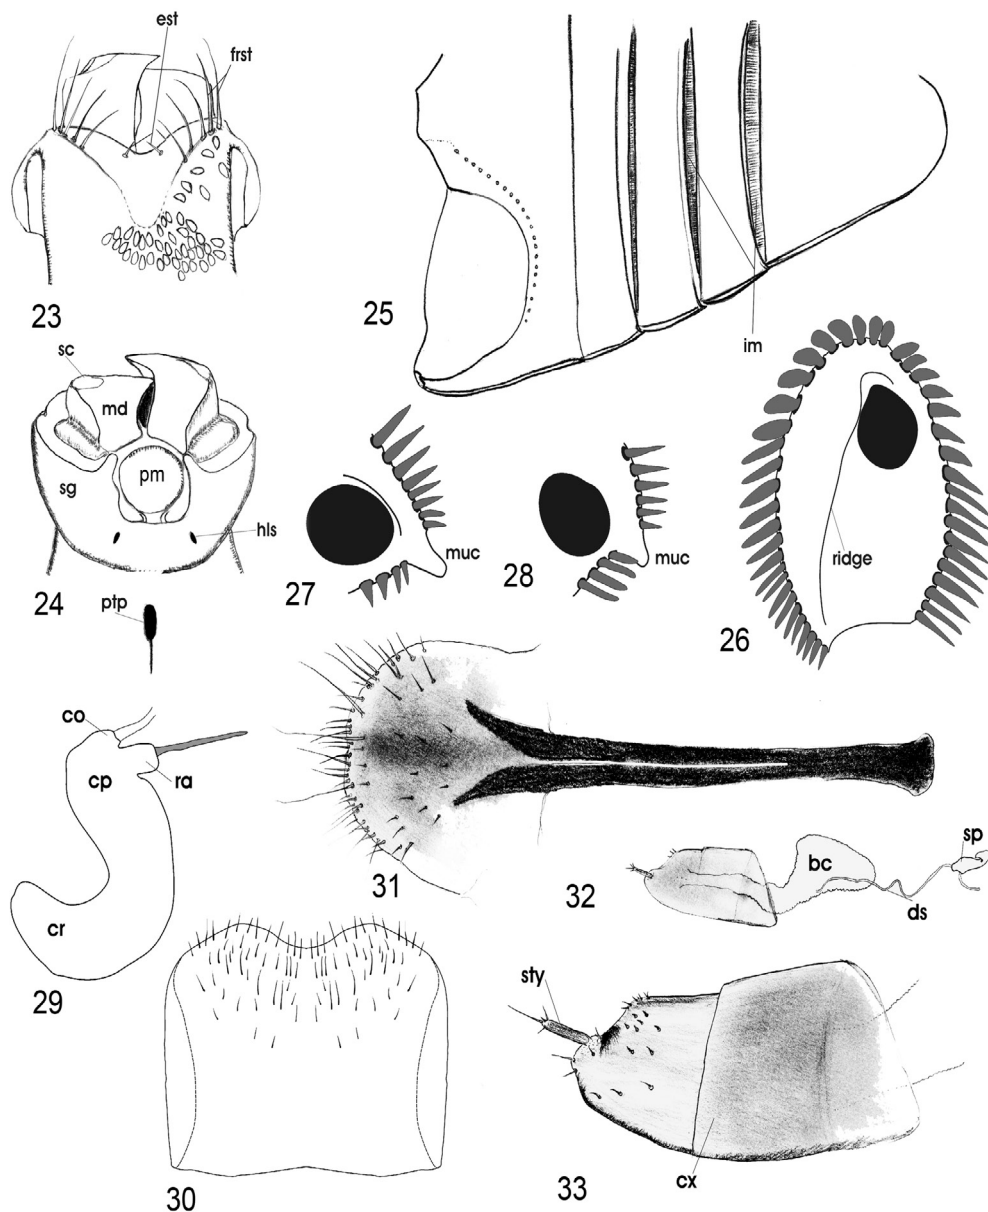 est
frst
23
25
im
sc
md
pm
sg
hls
24
ptp
27
muc
28
muc
ridge
26
co
cp
ra
cr
29
31
32
bc
sp
ds
30
sty
33
cx